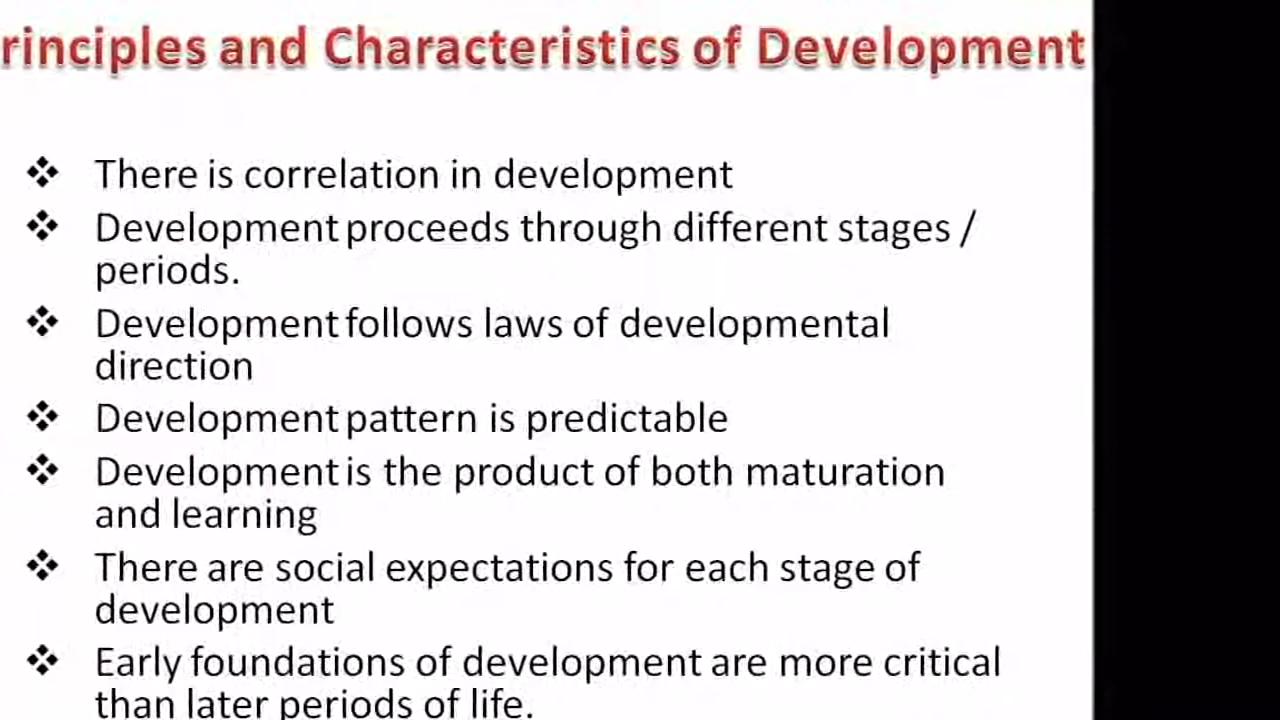 rinciples and Characteristics of Development
❖ There is correlation in development
❖ Development proceeds through different stages /
periods.
❖ Development follows laws of developmental
direction
❖ Development pattern is predictable
❖ Development is the product of both maturation
and learning
❖ There are social expectations for each stage of
development
❖ Early foundations of development are more critical
than later periods of life.